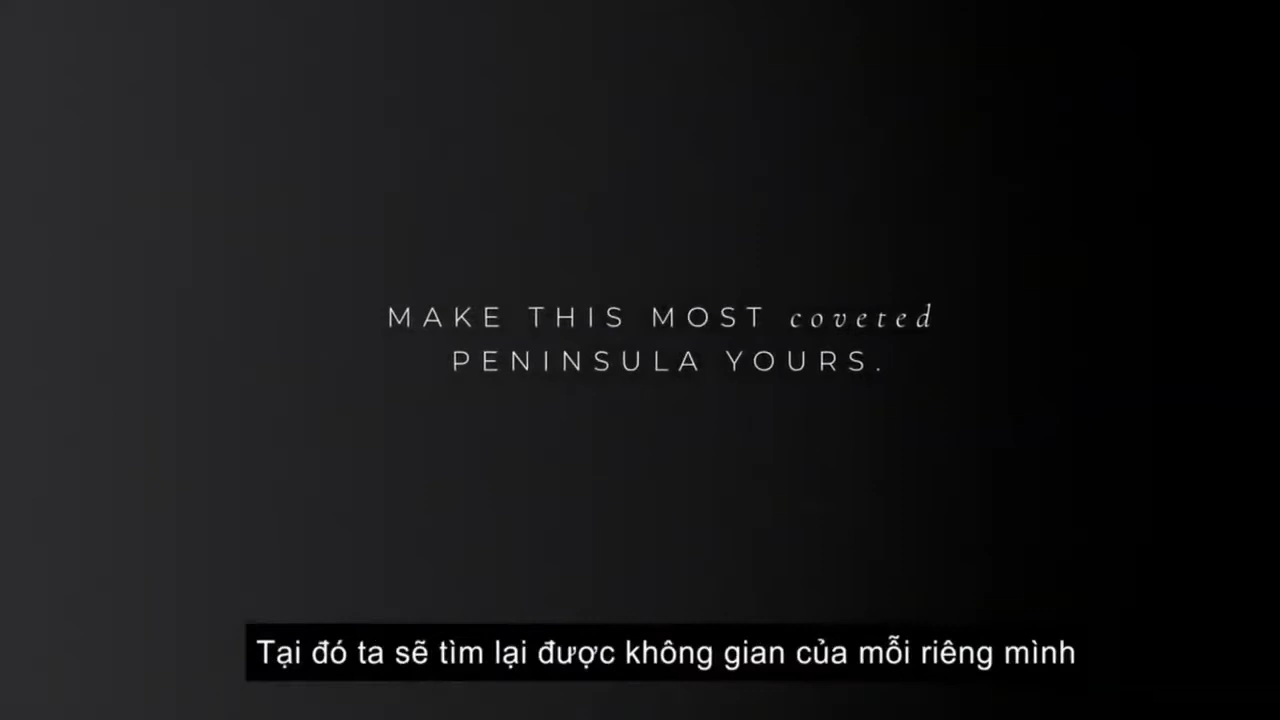 MAKE THIS MOST coveted
PENINSULA YOURS.
Tại đó ta sẽ tìm lại được không gian của mỗi riêng mình